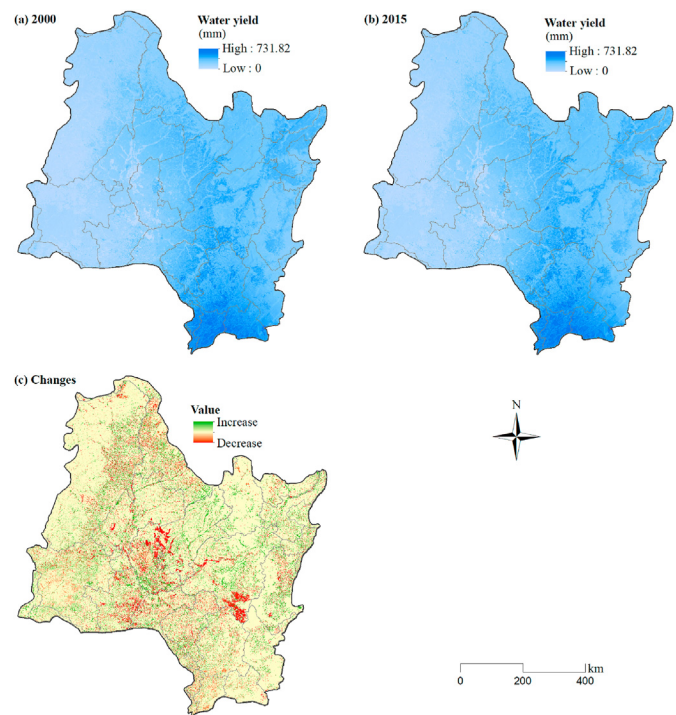 (a) 2000
Water yield
(mm)
High : 731.82
Low : 0
(b) 2015
Water yield
(mm)
High : 731.82
Low : 0
(c) Changes
Value
Increase
Decrease
N
km
0 200 400